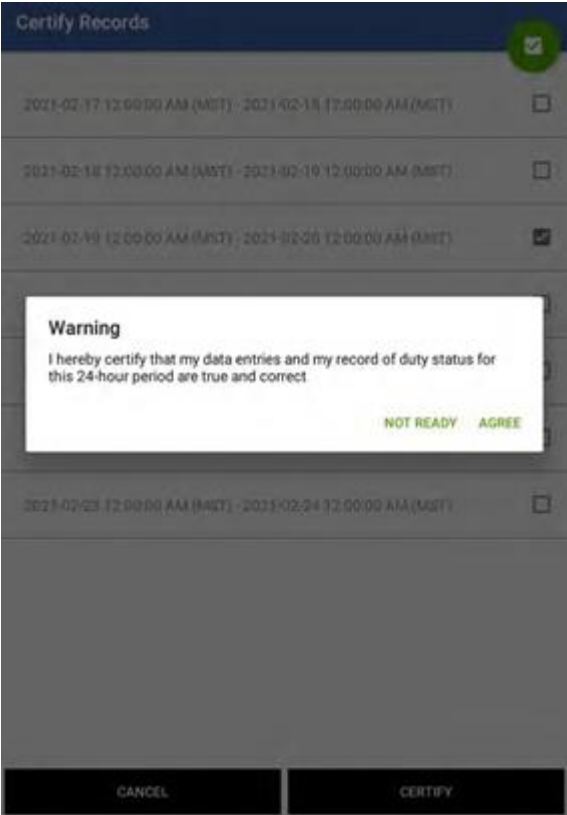 Certify Records
2021-02-17 12:00:00 AM (MST) - 2021-02-18 12:00:00 AM (MST)
2021-02-18 12:00:00 AM (MST) - 2021-02-19 12:00:00 AM (MST)
2021-02-19 12:00:00 AM (MST) - 2021-02-20 12:00:00 AM (MST)
Warning
I hereby certify that my data entries and my record of duty status for
this 24-hour period are true and correct
NOT READY AGREE
2021-02-23 12:00:00 AM (MST) - 2021-02-24 12:00:00 AM (MST)
CANCEL CERTIFY